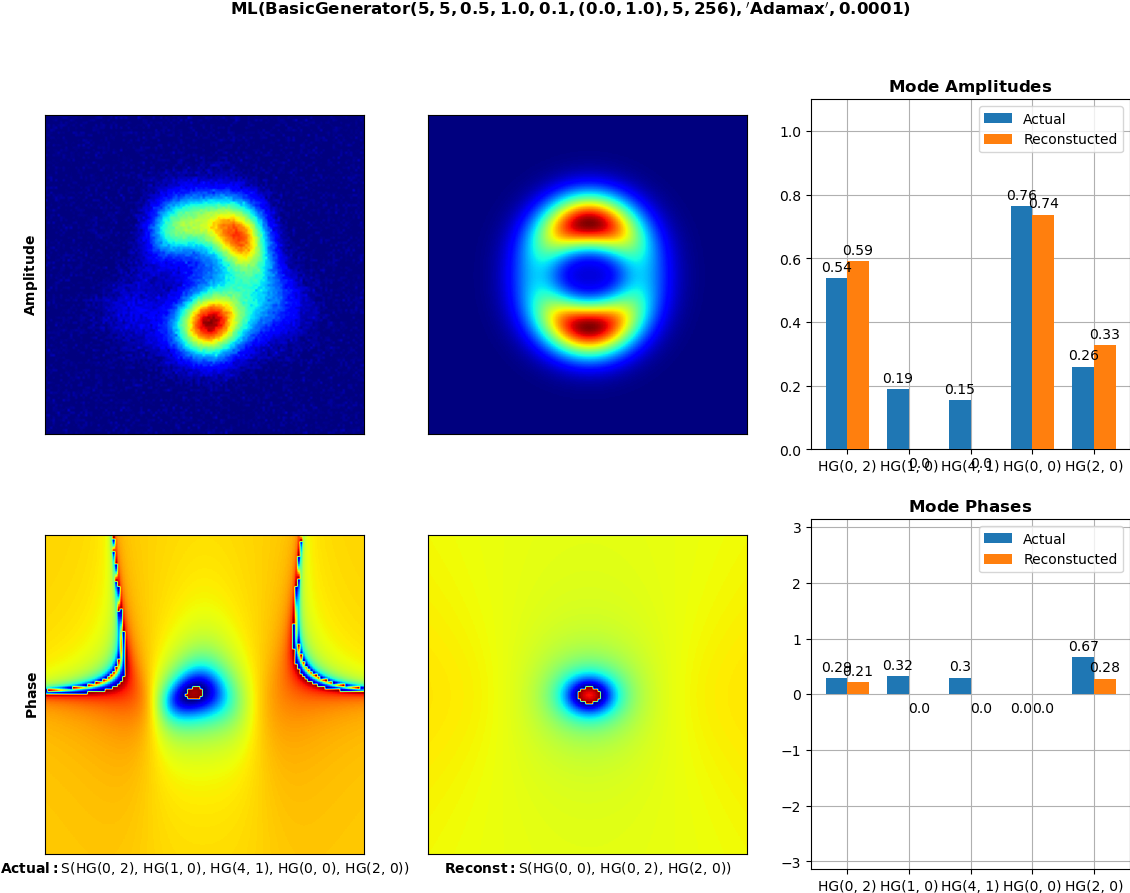 ML(BasicGenerator(5, 5, 0.5, 1.0, 0.1, (0.0, 1.0), 5, 256), ′Adamax′, 0.0001)
Amplitude
Mode Amplitudes
Actual
Reconstucted
1.0
0.8
0.6
0.4
0.2
0.0
0.54
0.59
0.19
0.0
0.15
0.0
0.76
0.74
0.26
0.33
HG(0, 2)
HG(1, 0)
HG(4, 1)
HG(0, 0)
HG(2, 0)
Phase
Actual: S(HG(0, 2), HG(1, 0), HG(4, 1), HG(0, 0), HG(2, 0))
Reconst: S(HG(0, 0), HG(0, 2), HG(2, 0))
Mode Phases
Actual
Reconstucted
3
2
1
0
−1
−2
−3
0.29
0.21
0.32
0.0
0.3
0.0
0.0
0.0
0.67
0.28
HG(0, 2)
HG(1, 0)
HG(4, 1)
HG(0, 0)
HG(2, 0)